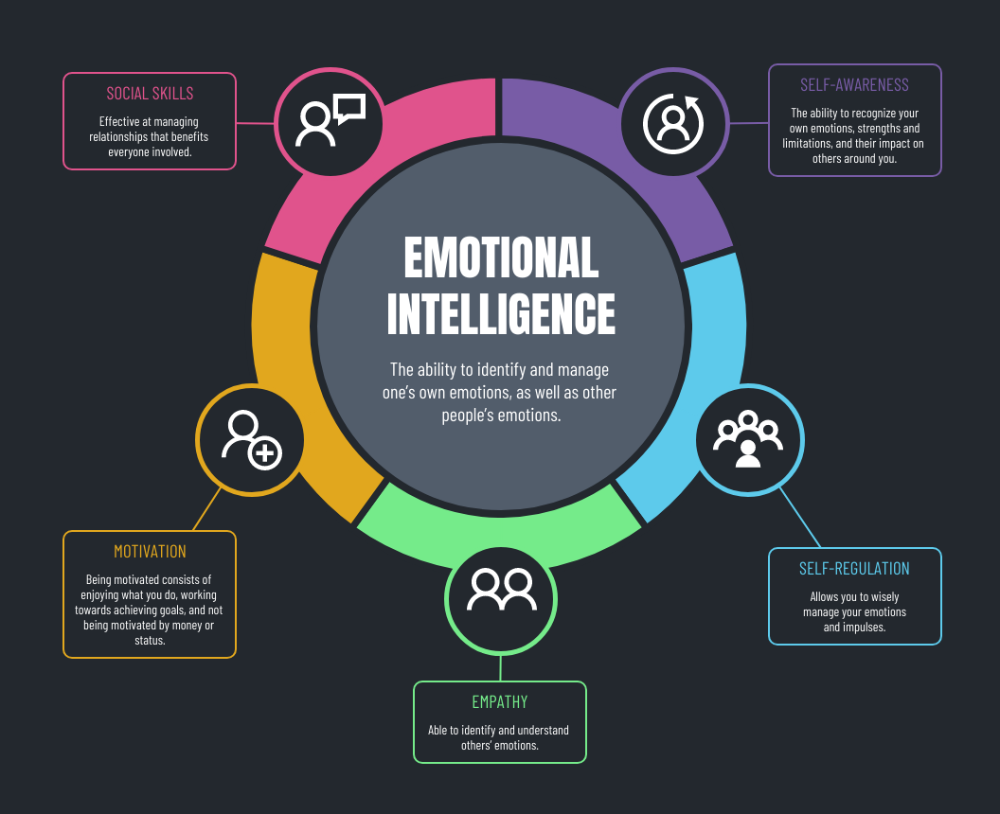 EMOTIONAL
INTELLIGENCE
The ability to identify and manage
one's own emotions, as well as other
people's emotions.
SOCIAL SKILLS
Effective at managing
relationships that benefits
everyone involved.
SELF-AWARENESS
The ability to recognize your
own emotions, strengths and
limitations, and their impact on
others around you.
MOTIVATION
Being motivated consists of
enjoying what you do, working
towards achieving goals, and not
being motivated by money or
status.
SELF-REGULATION
Allows you to wisely
manage your emotions
and impulses.
EMPATHY
Able to identify and understand
others' emotions.